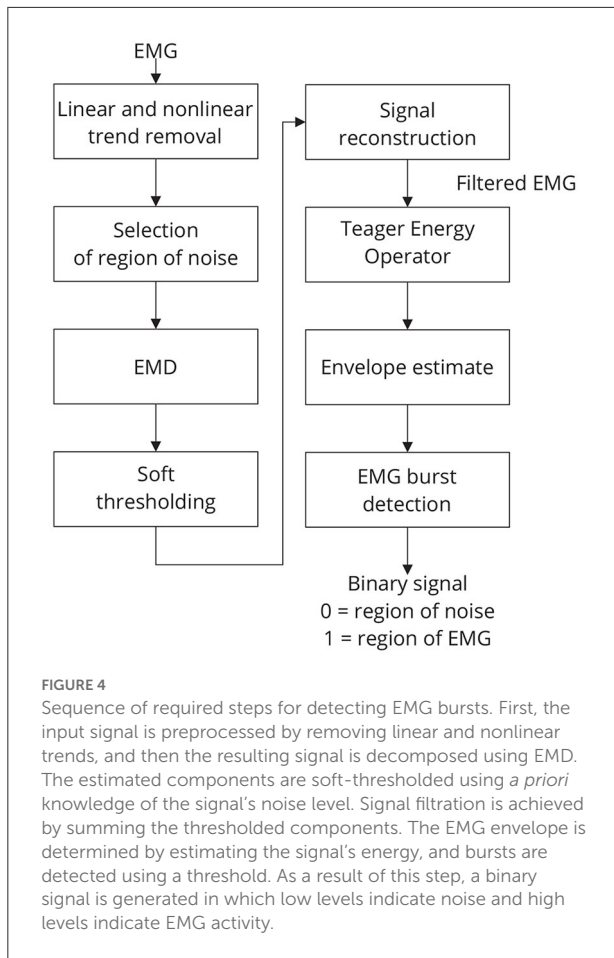 EMG
Linear and nonlinear
trend removal
Selection
of region of noise
EMD
Soft
thresholding
Signal
reconstruction
Filtered EMG
Teager Energy
Operator
Envelope estimate
EMG burst
detection
Binary signal
0 = region of noise
1 = region of EMG
FIGURE 4
Sequence of required steps for detecting EMG bursts. First, the
input signal is preprocessed by removing linear and nonlinear
trends, and then the resulting signal is decomposed using EMD.
The estimated components are soft-thresholded using a priori
knowledge of the signal's noise level. Signal filtration is achieved
by summing the thresholded components. The EMG envelope is
determined by estimating the signal's energy, and bursts are
detected using a threshold. As a result of this step, a binary
signal is generated in which low levels indicate noise and high
levels indicate EMG activity.